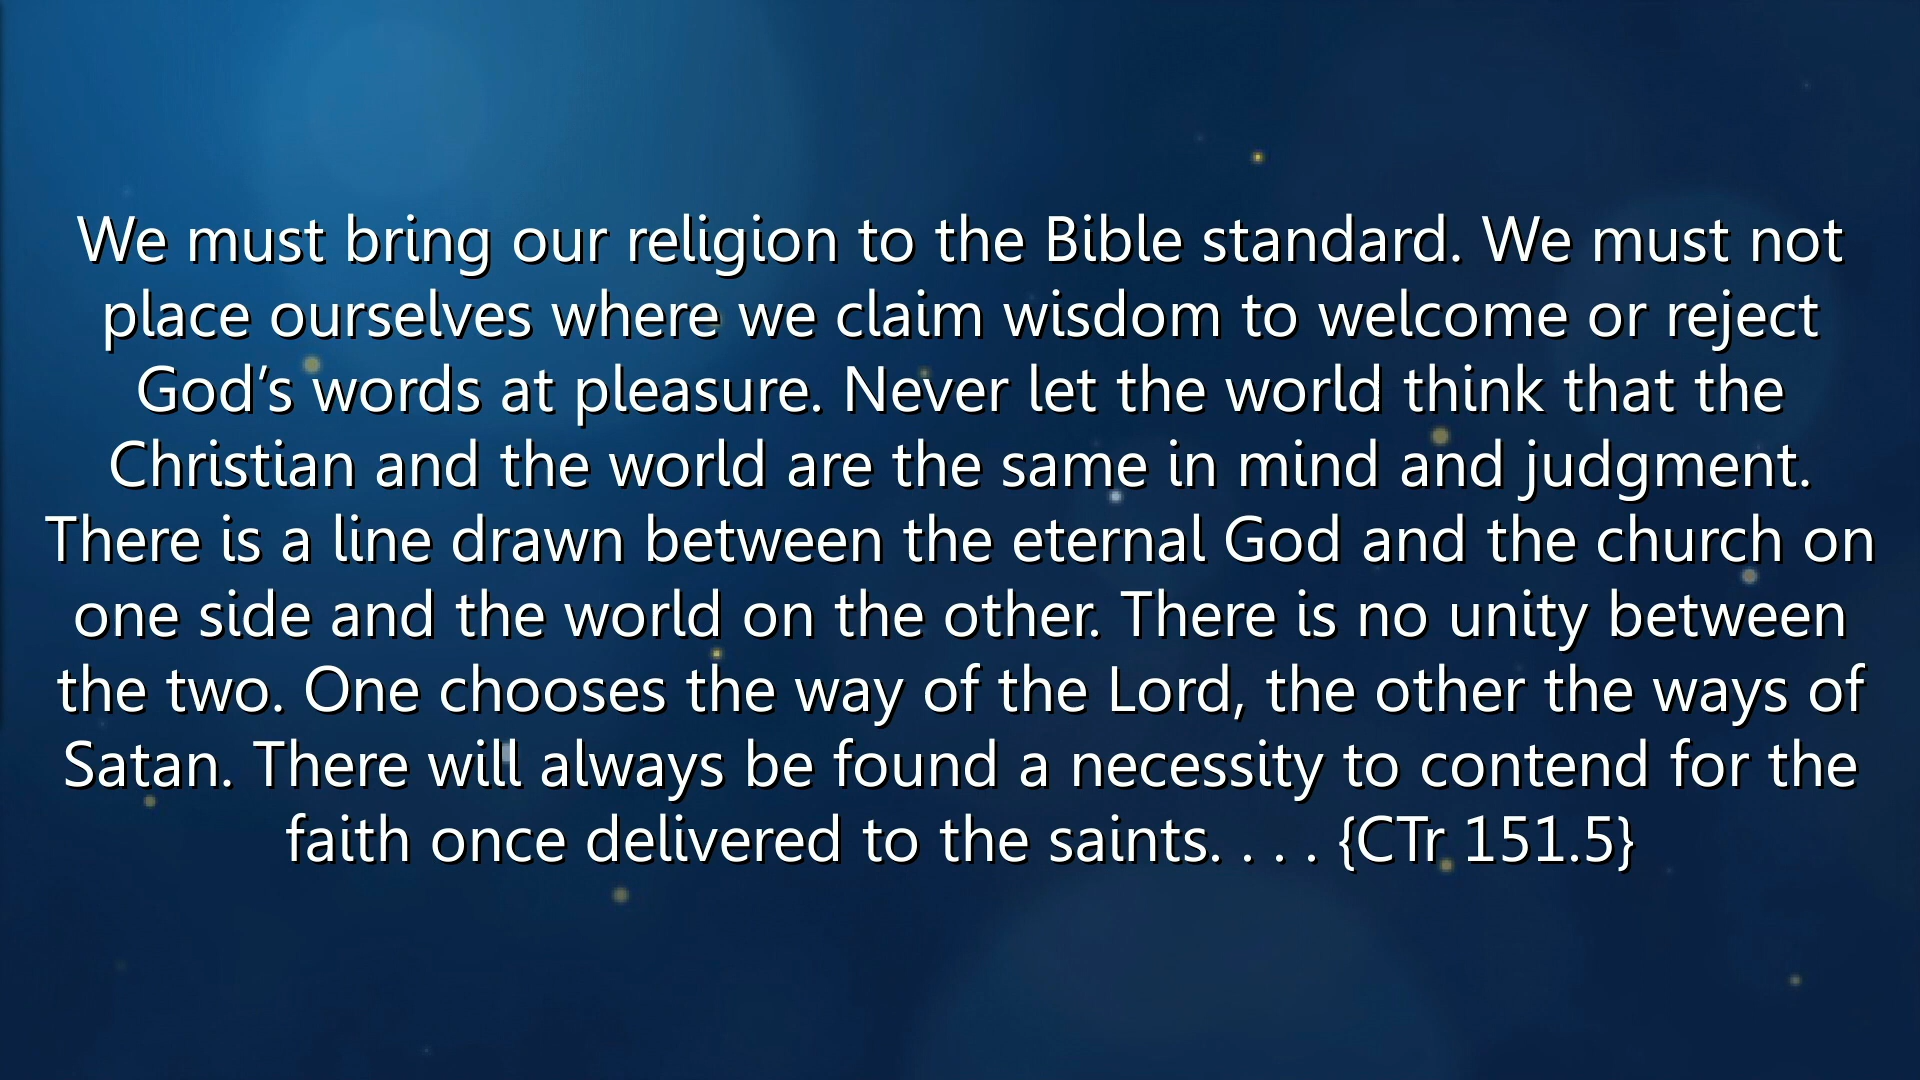 We must bring our religion to the Bible standard. We must not
place ourselves where we claim wisdom to welcome or reject
God’s words at pleasure. Never let the world think that the
Christian and the world are the same in mind and judgment.
There is a line drawn between the eternal God and the church on
one side and the world on the other. There is no unity between
the two. One chooses the way of the Lord, the other the ways of
Satan. There will always be found a necessity to contend for the
faith once delivered to the saints. . . . {CTr 151.5}